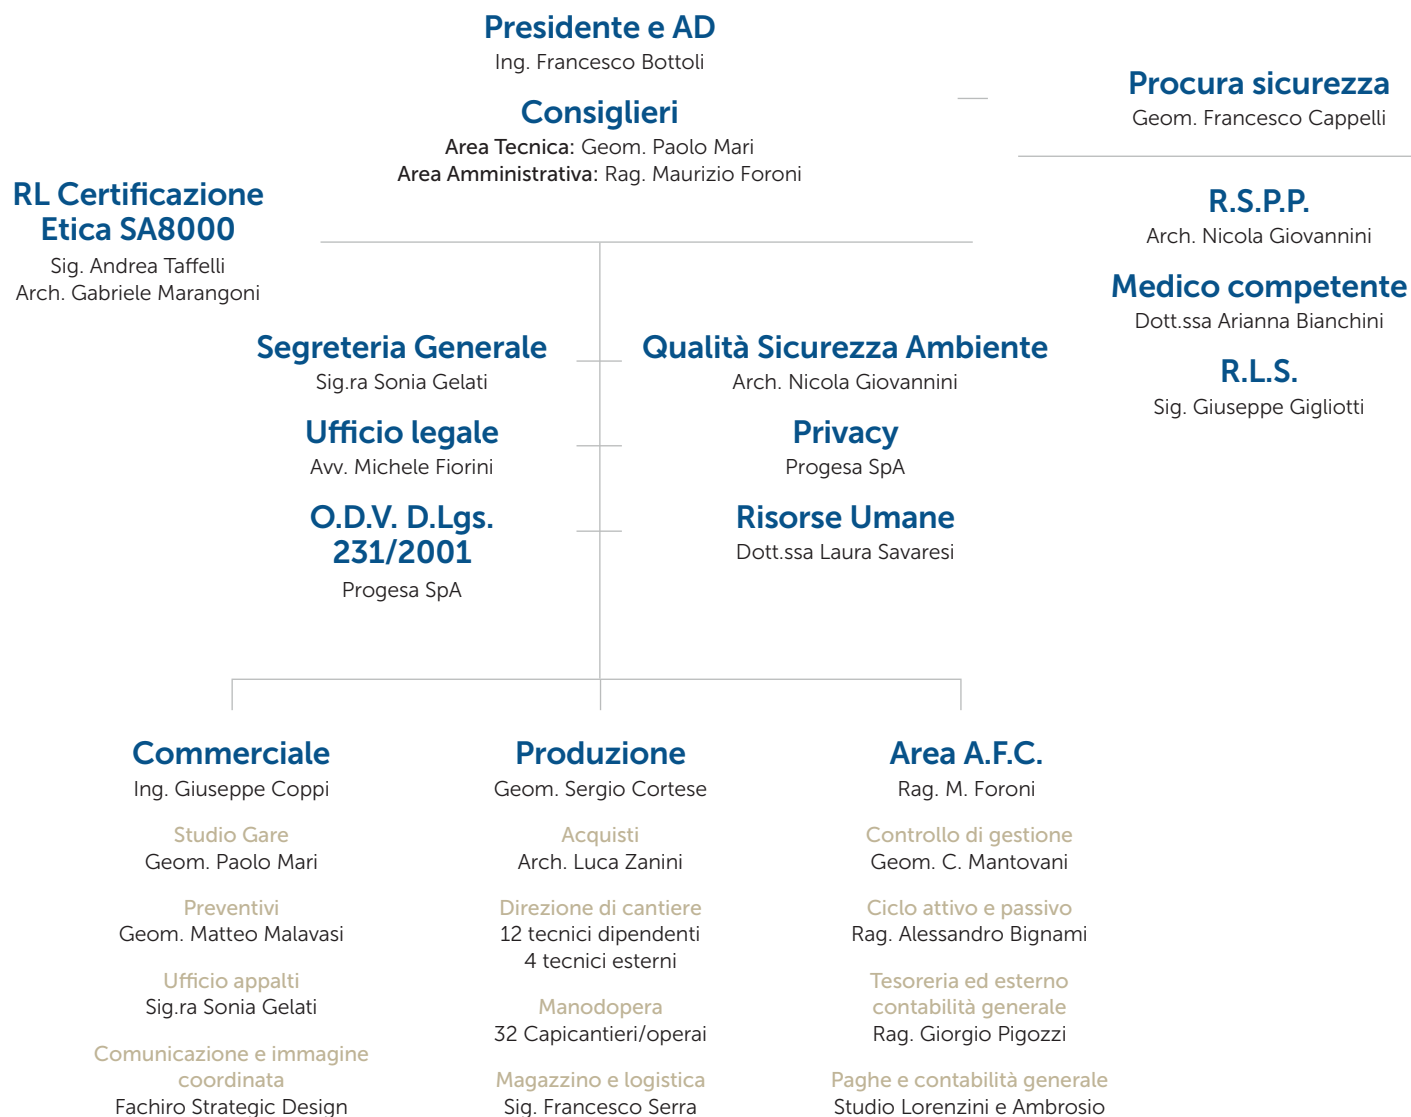 Presidente e AD
Ing. Francesco Bottoli
Consiglieri
Area Tecnica: Geom. Paolo Mari
Area Amministrativa: Rag. Maurizio Foroni
Procura sicurezza
Geom. Francesco Cappelli
R.S.P.P.
Arch. Nicola Giovannini
Medico competente
Dott.ssa Arianna Bianchini
R.L.S.
Sig. Giuseppe Gigliotti
RL Certificazione
Etica SA8000
Sig. Andrea Taffelli
Arch. Gabriele Marangoni
Segreteria Generale
Sig.ra Sonia Gelati
Ufficio legale
Avv. Michele Fiorini
O.D.V. D.Lgs.
231/2001
Progesa SpA
Qualità Sicurezza Ambiente
Arch. Nicola Giovannini
Privacy
Progesa SpA
Risorse Umane
Dott.ssa Laura Savaresi
Commerciale
Ing. Giuseppe Coppi
Studio Gare
Geom. Paolo Mari
Preventivi
Geom. Matteo Malavasi
Ufficio appalti
Sig.ra Sonia Gelati
Comunicazione e immagine
coordinata
Fachiro Strategic Design
Produzione
Geom. Sergio Cortese
Acquisti
Arch. Luca Zanini
Direzione di cantiere
12 tecnici dipendenti
4 tecnici esterni
Manodopera
32 Capicantieri/operai
Magazzino e logistica
Sig. Francesco Serra
Area A.F.C.
Rag. M. Foroni
Controllo di gestione
Geom. C. Mantovani
Ciclo attivo e passivo
Rag. Alessandro Bignami
Tesoreria ed esterno
contabilità generale
Rag. Giorgio Pigozzi
Paghe e contabilità generale
Studio Lorenzini e Ambrosio